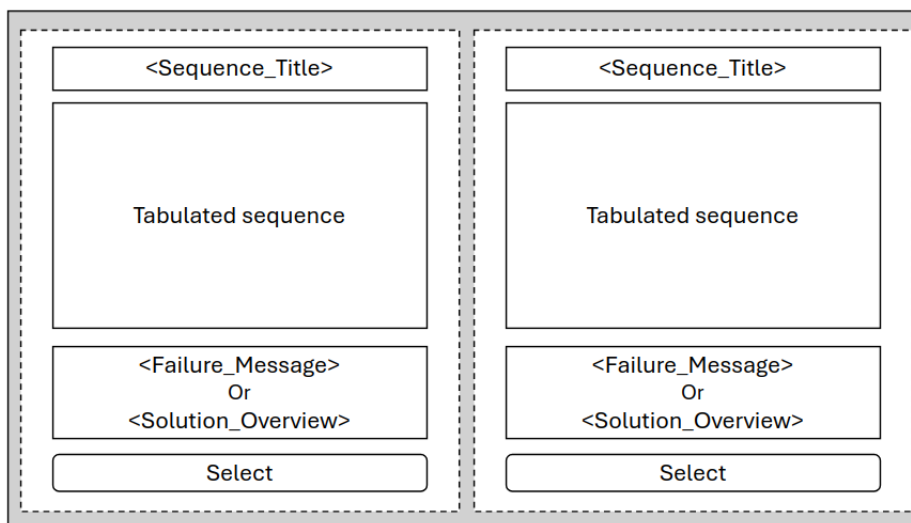 <Sequence_Title>
Tabulated sequence
<Failure_Message>
Or
<Solution_Overview>
Select
<Sequence_Title>
Tabulated sequence
<Failure_Message>
Or
<Solution_Overview>
Select